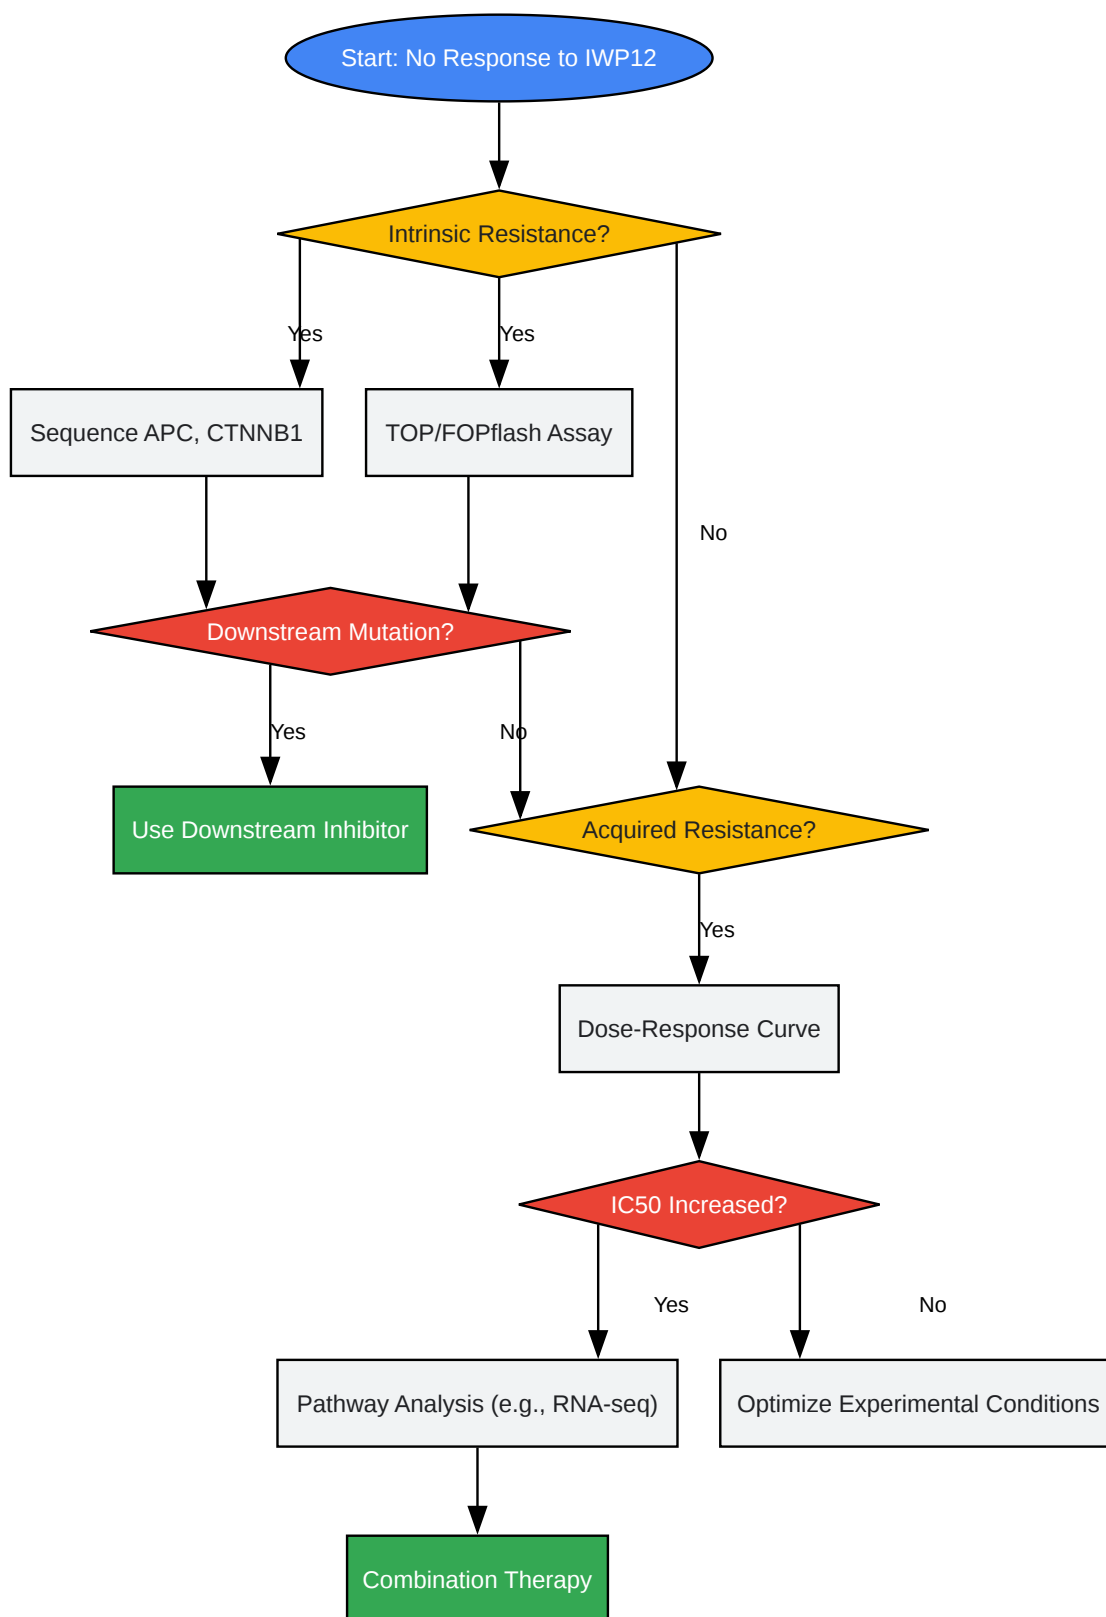 Start: No Response to IWP12
Intrinsic Resistance?
Yes
Yes
Sequence APC, CTNNB1
TOP/FOPflash Assay
No
Downstream Mutation?
Yes
No
Use Downstream Inhibitor
Acquired Resistance?
Yes
Dose-Response Curve
IC50 Increased?
Yes
No
Pathway Analysis (e.g., RNA-seq)
Optimize Experimental Conditions
Combination Therapy